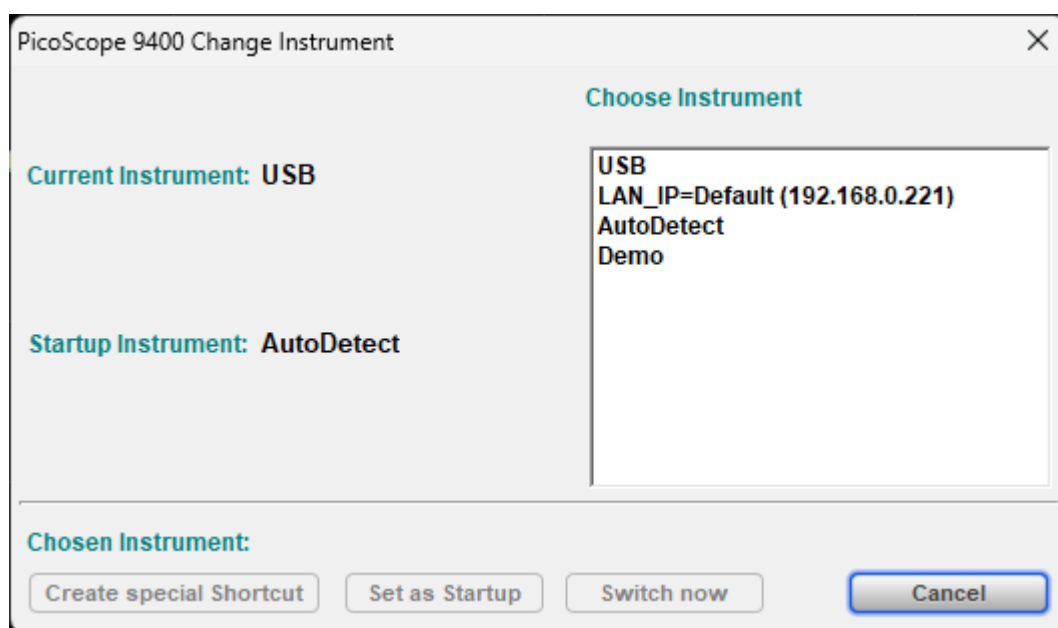 PicoScope 9400 Change Instrument
Choose Instrument
Current Instrument: USB
USB
LAN_IP=Default (192.168.0.221)
AutoDetect
Demo
Startup Instrument: AutoDetect
Chosen Instrument:
Create special Shortcut
Set as Startup
Switch now
Cancel